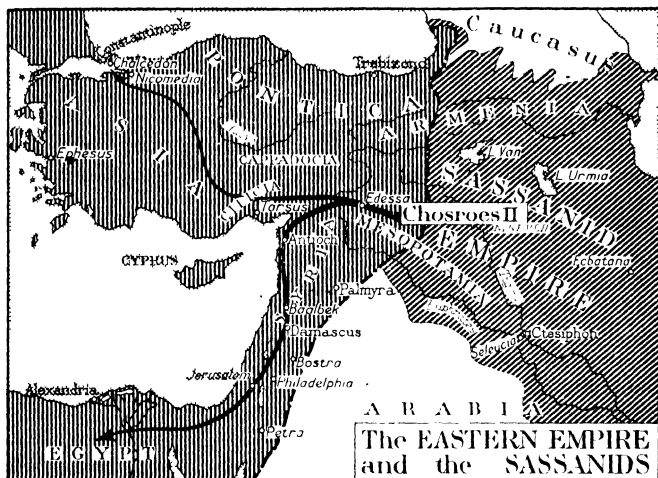 Constantinople
Chalcedon
Nicomedia
Trebizond
Caucasus
PONTICA
ARMENIA
ASIA
Ephesus
CAPPADOCIA
CILICIA
Tarsus
Edessa
L. Van
L. Urmia
SASSANID
EMPIRE
Chosroes II
MESOPOTAMIA
Ecbatana
CYPRUS
Antioch
SYRIA
Palmyra
Baalbek
Damascus
Seleucia
Ctesiphon
Jerusalem
Bostra
Philadelphia
Alexandria
Petra
EGYPT
ARABIA
The EASTERN EMPIRE
and the SASSANIDS